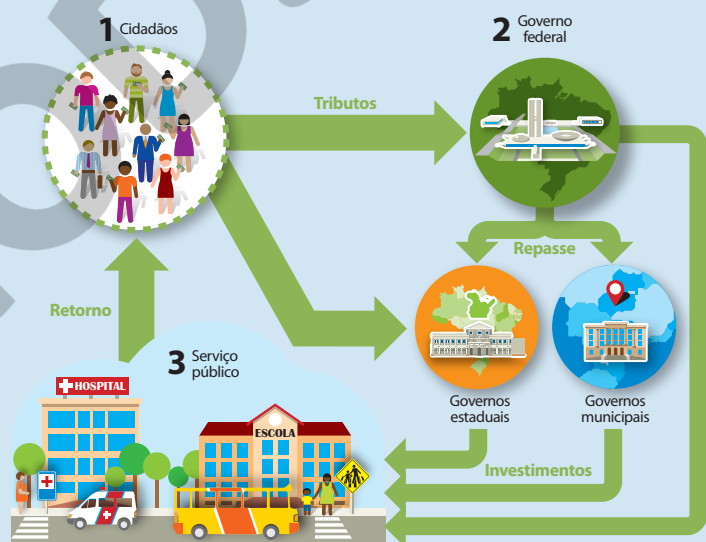 1 Cidadãos
2 Governo
federal
Tributos
Repasse
Retorno
3 Serviço
público
Governos
estaduais
Governos
municipais
HOSPITAL
ESCOLA
Investimentos